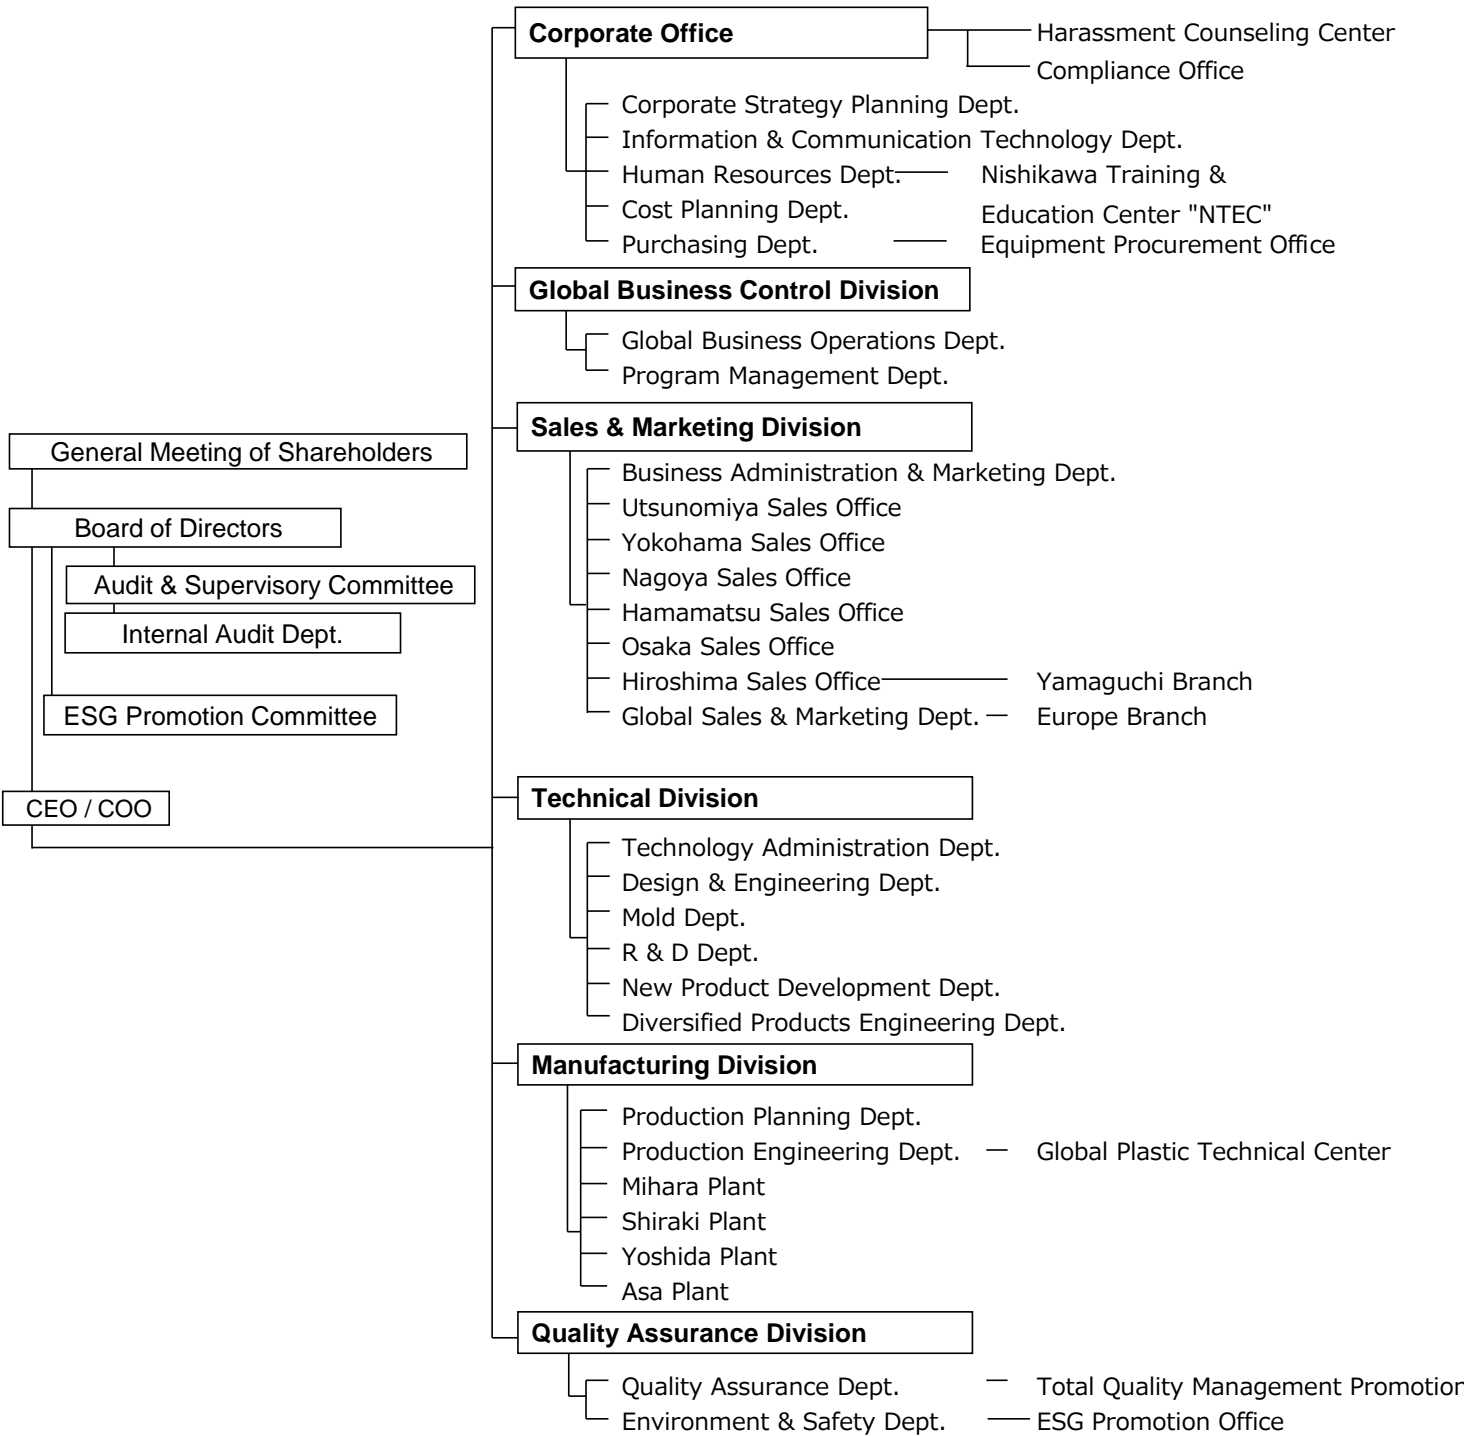 General Meeting of Shareholders
Board of Directors
Audit & Supervisory Committee
Internal Audit Dept.
ESG Promotion Committee
CEO / COO
Corporate Office
Harassment Counseling Center
Compliance Office
Corporate Strategy Planning Dept.
Information & Communication Technology Dept.
Human Resources Dept.
Nishikawa Training &
Education Center "NTEC"
Cost Planning Dept.
Purchasing Dept.
Equipment Procurement Office
Global Business Control Division
Global Business Operations Dept.
Program Management Dept.
Sales & Marketing Division
Business Administration & Marketing Dept.
Utsunomiya Sales Office
Yokohama Sales Office
Nagoya Sales Office
Hamamatsu Sales Office
Osaka Sales Office
Hiroshima Sales Office
Yamaguchi Branch
Global Sales & Marketing Dept.
Europe Branch
Technical Division
Technology Administration Dept.
Design & Engineering Dept.
Mold Dept.
R & D Dept.
New Product Development Dept.
Diversified Products Engineering Dept.
Manufacturing Division
Production Planning Dept.
Production Engineering Dept.
Global Plastic Technical Center
Mihara Plant
Shiraki Plant
Yoshida Plant
Asa Plant
Quality Assurance Division
Quality Assurance Dept.
Total Quality Management Promotion
Environment & Safety Dept.
ESG Promotion Office